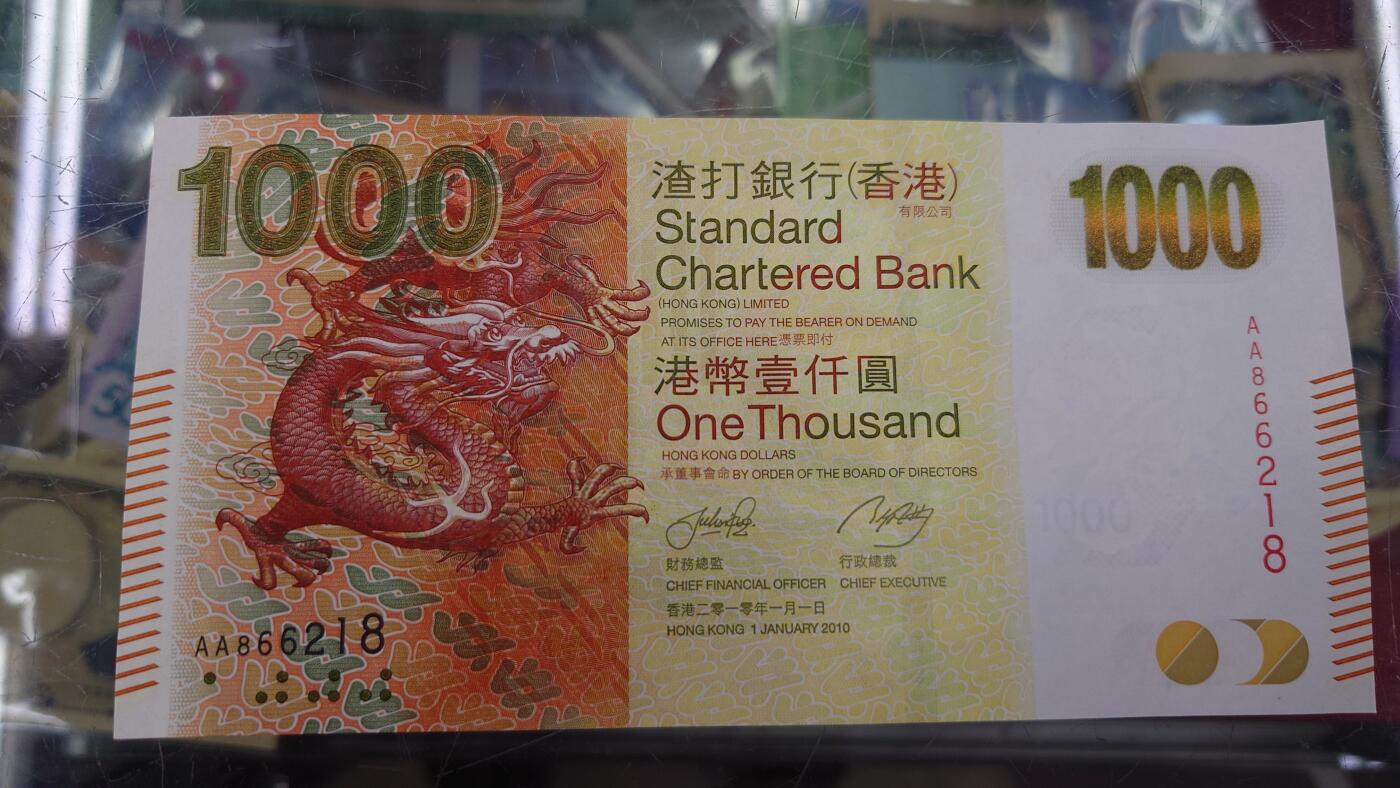 1000
渣打銀行(香港)
有限公司
Standard
Chartered Bank
(HONG KONG) LIMITED
PROMISES TO PAY THE BEARER ON DEMAND
AT ITS OFFICE HERE憑票即付
港幣壹仟圓
One Thousand
HONG KONG DOLLARS
承董事會命 BY ORDER OF THE BOARD OF DIRECTORS
財務總監
行政總裁
CHIEF FINANCIAL OFFICER
CHIEF EXECUTIVE
香港二零一零年一月一日
HONG KONG 1 JANUARY 2010
AA866218
1000
AA866218
1000